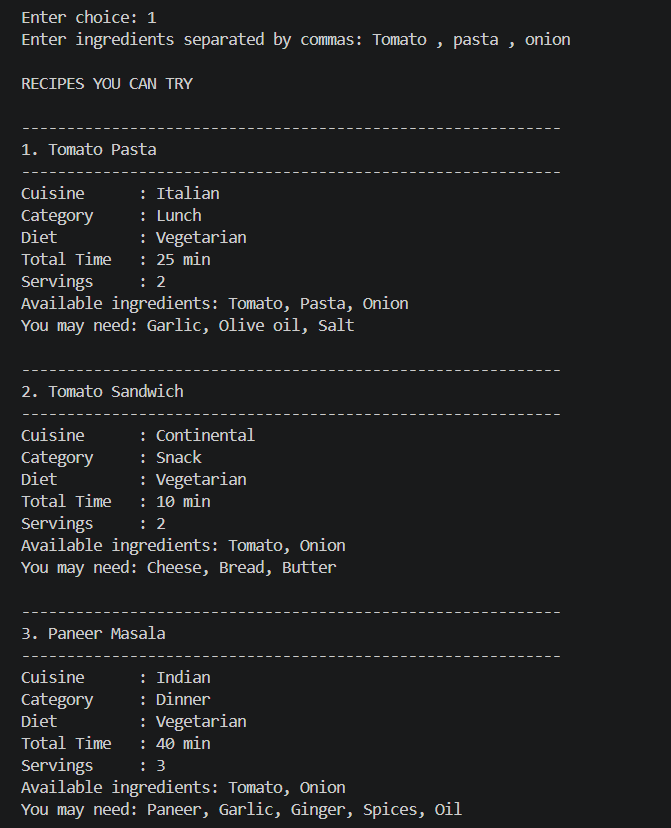 Enter choice: 1
Enter ingredients separated by commas: Tomato , pasta , onion
RECIPES YOU CAN TRY
------------------------------------------------------------
1. Tomato Pasta
------------------------------------------------------------
Cuisine      : Italian
Category     : Lunch
Diet         : Vegetarian
Total Time   : 25 min
Servings     : 2
Available ingredients: Tomato, Pasta, Onion
You may need: Garlic, Olive oil, Salt
------------------------------------------------------------
2. Tomato Sandwich
------------------------------------------------------------
Cuisine      : Continental
Category     : Snack
Diet         : Vegetarian
Total Time   : 10 min
Servings     : 2
Available ingredients: Tomato, Onion
You may need: Cheese, Bread, Butter
------------------------------------------------------------
3. Paneer Masala
------------------------------------------------------------
Cuisine      : Indian
Category     : Dinner
Diet         : Vegetarian
Total Time   : 40 min
Servings     : 3
Available ingredients: Tomato, Onion
You may need: Paneer, Garlic, Ginger, Spices, Oil